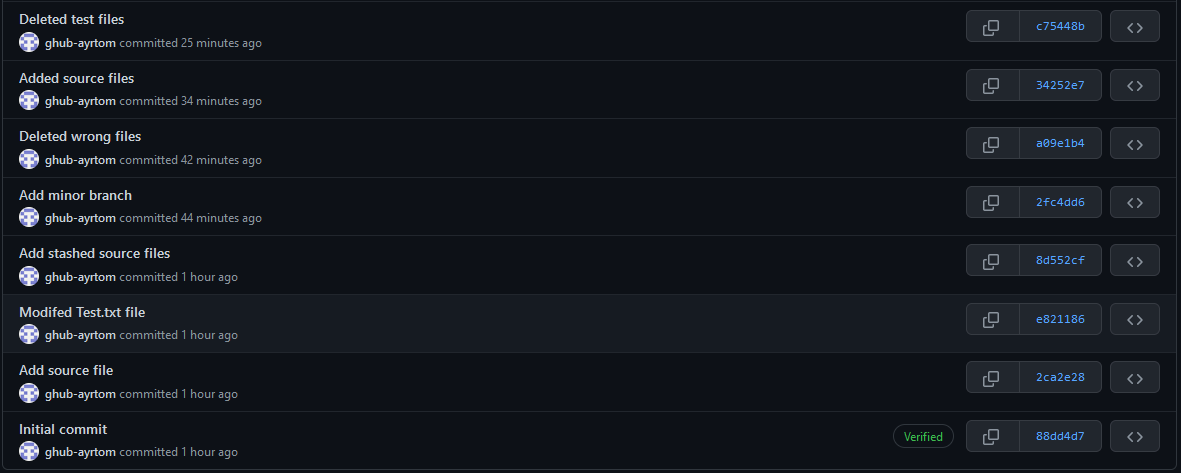 Deleted test files
c75448b
ghub-ayrtom committed 25 minutes ago
Added source files
34252e7
ghub-ayrtom committed 34 minutes ago
Deleted wrong files
a09e1b4
ghub-ayrtom committed 42 minutes ago
Add minor branch
2fc4dd6
ghub-ayrtom committed 44 minutes ago
Add stashed source files
8d552cf
ghub-ayrtom committed 1 hour ago
Modifed Test.txt file
e821186
ghub-ayrtom committed 1 hour ago
Add source file
2ca2e28
ghub-ayrtom committed 1 hour ago
Initial commit
Verified 88dd4d7
ghub-ayrtom committed 1 hour ago